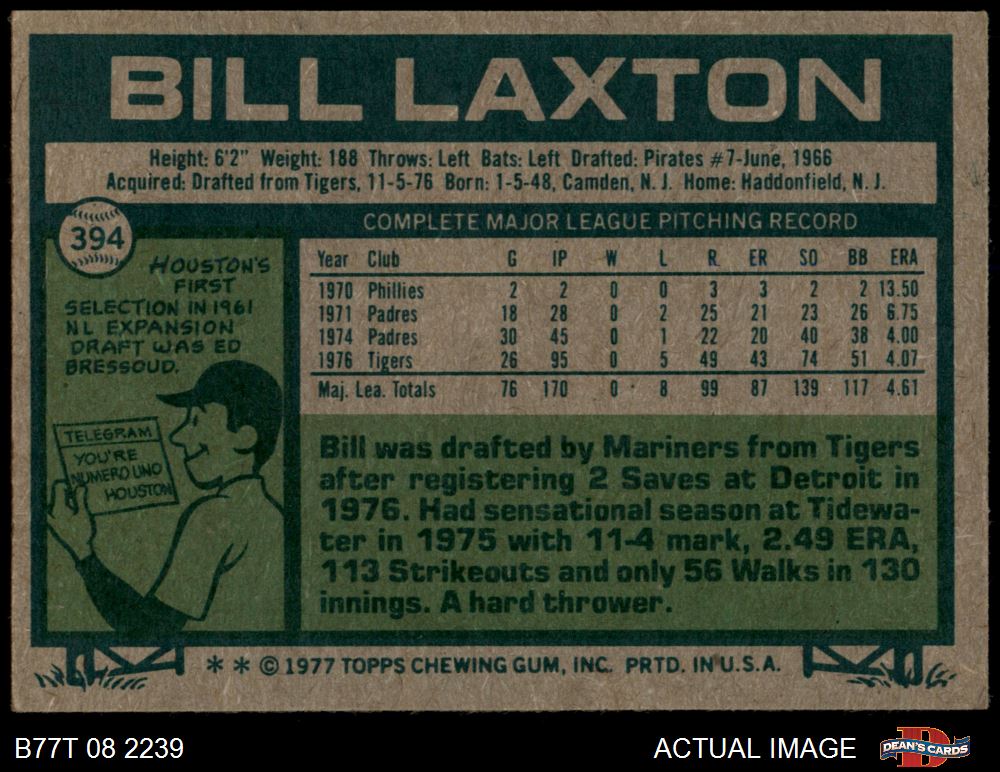 BILL LAXTON
Height: 6'2" Weight: 188 Throws: Left Bats: Left Drafted: Pirates #7-June, 1966
Acquired: Drafted from Tigers, 11-5-76 Born: 1-5-48, Camden, N. J. Home: Haddonfield, N. J.
394
HOUSTON'S
FIRST
SELECTION IN 1961
NL EXPANSION
DRAFT WAS ED
BRESSOUD.
TELEGRAM
YOU'RE
NUMERO UNO
HOUSTON
COMPLETE MAJOR LEAGUE PITCHING RECORD
Year Club G IP W L R ER SO BB ERA
1970 Phillies 2 2 0 0 3 3 2 2 13.50
1971 Padres 18 28 0 2 25 21 23 26 6.75
1974 Padres 30 45 0 1 22 20 40 38 4.00
1976 Tigers 26 95 0 5 49 43 74 51 4.07
Maj. Lea. Totals 76 170 0 8 99 87 139 117 4.61
Bill was drafted by Mariners from Tigers
after registering 2 Saves at Detroit in
1976. Had sensational season at Tidewa-
ter in 1975 with 11-4 mark, 2.49 ERA,
113 Strikeouts and only 56 Walks in 130
innings. A hard thrower.
* * © 1977 TOPPS CHEWING GUM, INC. PRTD. IN U.S.A.
B77T 08 2239
ACTUAL IMAGE
D
DEAN'S CARDS